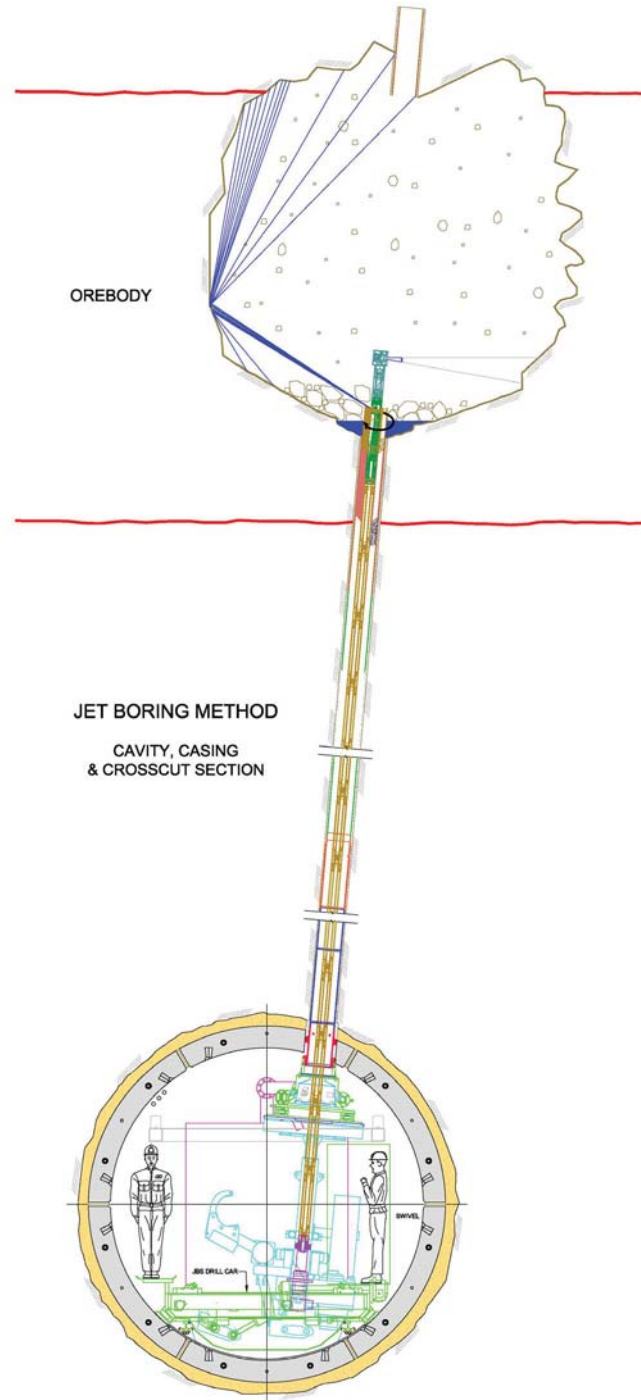 OREBODY
JET BORING METHOD
CAVITY, CASING
& CROSSCUT SECTION
SWIVEL
JBS DRILL CAR